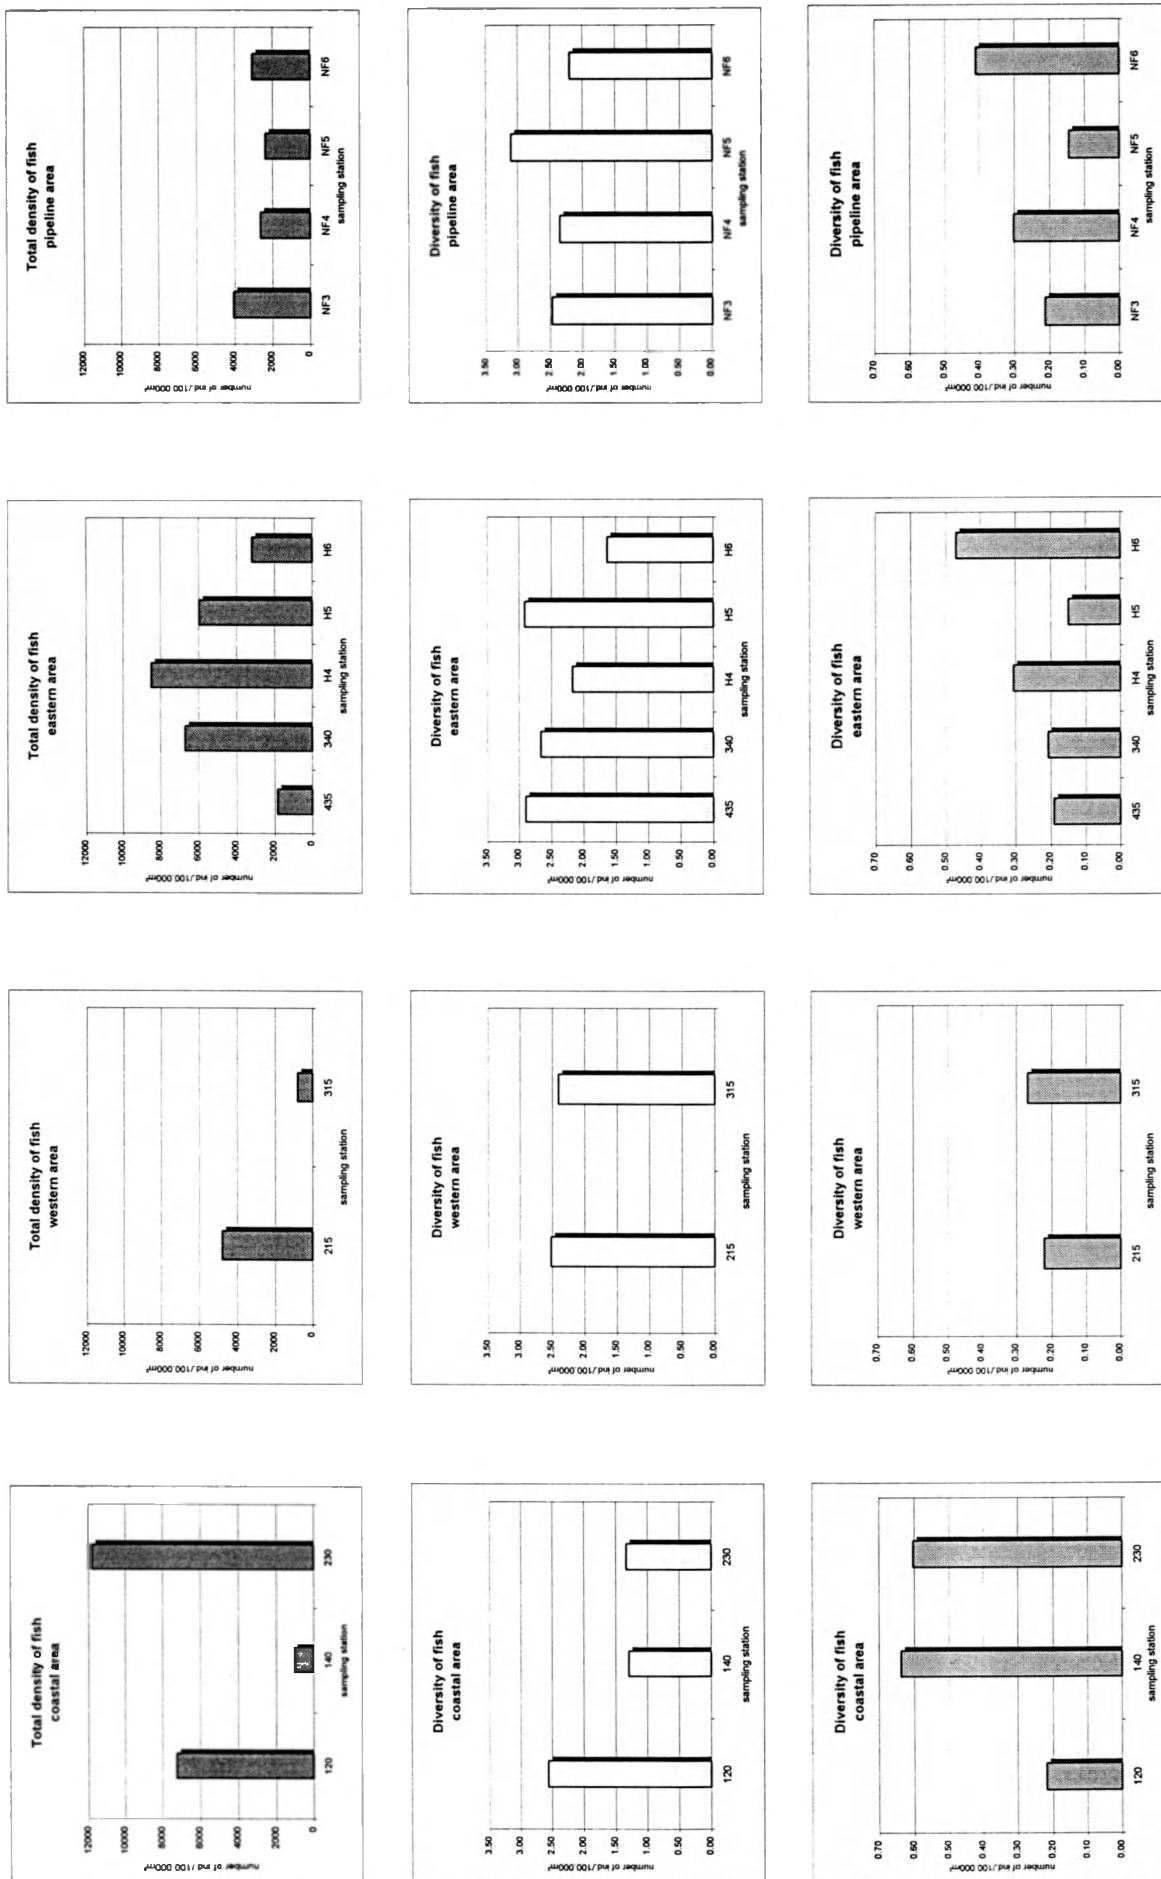 Total density of fish
coastal area
12000
10000
8000
6000
4000
2000
0
number of ind /100 000m²
120
140
230
sampling station
Total density of fish
western area
12000
10000
8000
6000
4000
2000
0
number of ind /100.000m²
215
315
sampling station
Total density of fish
eastern area
12000
10000
8000
6000
4000
2000
0
number of ind /100.000m²
435
340
H4
H5
H6
sampling station
Total density of fish
pipeline area
12000
10000
8000
6000
4000
2000
0
number of ind /100 000m²
NF3
NF4
NF5
NF6
sampling station
Diversity of fish
coastal area
3.50
3.00
2.50
2.00
1.50
1.00
0.50
0.00
number of ind /100 000m²
120
140
230
sampling station
Diversity of fish
western area
3.50
3.00
2.50
2.00
1.50
1.00
0.50
0.00
number of ind /100 000m²
215
315
sampling station
Diversity of fish
eastern area
3.50
3.00
2.50
2.00
1.50
1.00
0.50
0.00
number of ind /100 000m²
435
340
H4
H5
H6
sampling station
Diversity of fish
pipeline area
3.50
3.00
2.50
2.00
1.50
1.00
0.50
0.00
number of ind /100 000m²
NF3
NF4
NF5
NF6
sampling station
Diversity of fish
coastal area
0.70
0.60
0.50
0.40
0.30
0.20
0.10
0.00
number of ind /100 000m²
120
140
230
sampling station
Diversity of fish
western area
0.70
0.60
0.50
0.40
0.30
0.20
0.10
0.00
number of ind /100 000m²
215
315
sampling station
Diversity of fish
eastern area
0.70
0.60
0.50
0.40
0.30
0.20
0.10
0.00
number of ind /100 000m²
435
340
H4
H5
H6
sampling station
Diversity of fish
pipeline area
0.70
0.60
0.50
0.40
0.30
0.20
0.10
0.00
number of ind /100 000m²
NF3
NF4
NF5
NF6
sampling station